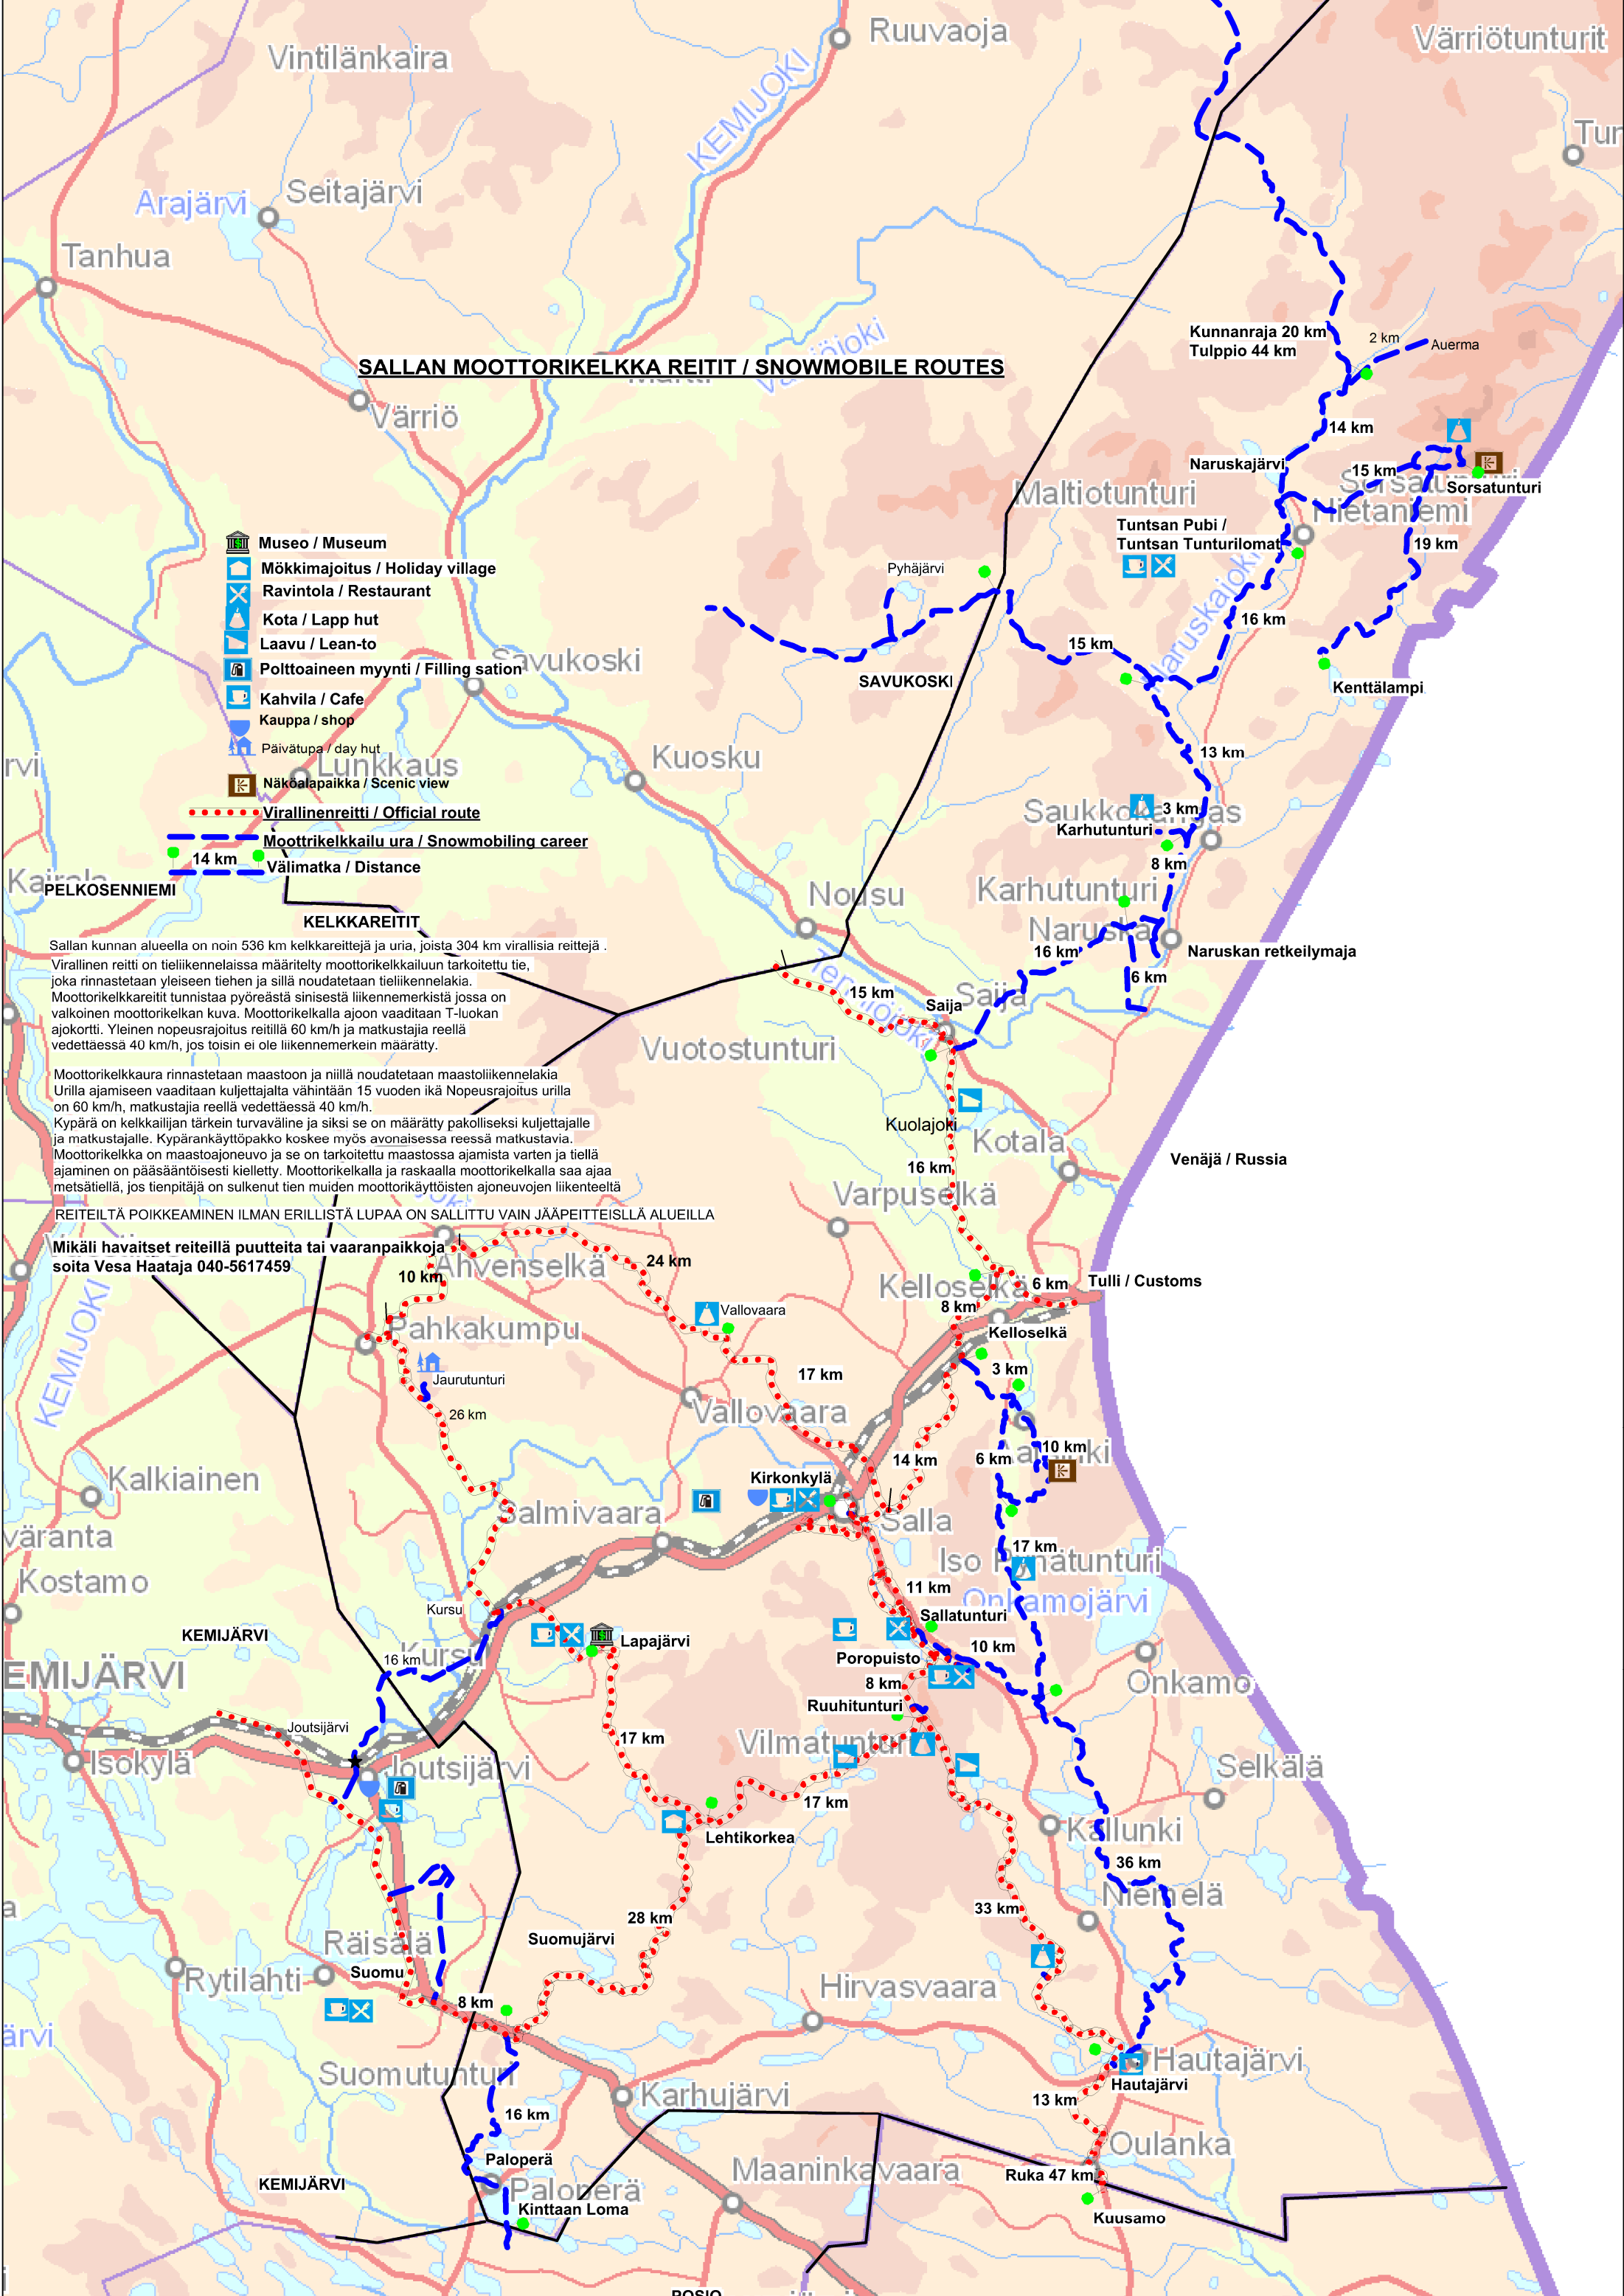 Ruuvaoja
Värriötunturit
Vintilänkaira
KEMIJOKI
Tur
Seitajärvi
Arajärvi
Tanhua
Kunnanraja 20 km
Tulppio 44 km
2 km
Auerma
SALLAN MOOTTORIKELKKA REITIT / SNOWMOBILE ROUTES
Värriö
14 km
Naruskajärvi
15 km
Sorsatunturi
Sorsatunturi
Maltiotunturi
Hietaniemi
Tuntsan Pubi /
Tuntsan Tunturilomat
19 km
Museo / Museum
Mökkimajoitus / Holiday village
Ravintola / Restaurant
Kota / Lapp hut
Laavu / Lean-to
Polttoaineen myynti / Filling sation
Kahvila / Cafe
Kauppa / shop
Päivätupa / day hut
Näköalapaikka / Scenic view
Virallinenreitti / Official route
Moottrikelkkailu ura / Snowmobiling career
14 km
Välimatka / Distance
Pyhäjärvi
Naruskajoki
16 km
15 km
Savukoski
SAVUKOSKI
Kenttälampi
rvi
Lunkkaus
Kuosku
13 km
Saukkokangas
3 km
Karhutunturi
8 km
Kairala
PELKOSENNIEMI
Nousu
Karhutunturi
Naruska
16 km
Naruskan retkeilymaja
6 km
KELKKAREITIT
Sallan kunnan alueella on noin 536 km kelkkareittejä ja uria, joista 304 km virallisia reittejä .
Virallinen reitti on tieliikennelaissa määritelty moottorikelkkailuun tarkoitettu tie,
joka rinnastetaan yleiseen tiehen ja sillä noudatetaan tieliikennelakia.
Moottorikelkkareitit tunnistaa pyöreästä sinisestä liikennemerkistä jossa on
valkoinen moottorikelkan kuva. Moottorikelkalla ajoon vaaditaan T-luokan
ajokortti. Yleinen nopeusrajoitus reitillä 60 km/h ja matkustajia reellä
vedettäessä 40 km/h, jos toisin ei ole liikennemerkein määrätty.
Moottorikelkkaura rinnastetaan maastoon ja niillä noudatetaan maastoliikennelakia
Urilla ajamiseen vaaditaan kuljettajalta vähintään 15 vuoden ikä Nopeusrajoitus urilla
on 60 km/h, matkustajia reellä vedettäessä 40 km/h.
Kypärä on kelkkailijan tärkein turvaväline ja siksi se on määrätty pakolliseksi kuljettajalle
ja matkustajalle. Kypäränkäyttöpakko koskee myös avonaisessa reessä matkustavia.
Moottorikelkka on maastoajoneuvo ja se on tarkoitettu maastossa ajamista varten ja tiellä
ajaminen on pääsääntöisesti kielletty. Moottorikelkalla ja raskaalla moottorikelkalla saa ajaa
metsätiellä, jos tienpitäjä on sulkenut tien muiden moottorikäyttöisten ajoneuvojen liikenteeltä
REITEILTÄ POIKKEAMINEN ILMAN ERILLISTÄ LUPAA ON SALLITTU VAIN JÄÄPEITTEISLLÄ ALUEILLA
Mikäli havaitset reiteillä puutteita tai vaaranpaikkoja
soita Vesa Haataja 040-5617459
15 km
Tenniöjoki
Saija
Saija
Vuotostunturi
Kuolajoki
Kotala
16 km
Venäjä / Russia
Varpuselkä
24 km
Ahvenselkä
10 km
Kelloselkä
6 km
Tulli / Customs
8 km
Kelloselkä
KEMIJOKI
Pahkakumpu
Vallovaara
Jaurutunturi
26 km
17 km
3 km
Vallovaara
14 km
6 km
10 km
Kalkiainen
Kirkonkylä
Salmivaara
Salla
väranta
Kostamo
17 km
Iso Pyhätunturi
Onkamojärvi
11 km
Sallatunturi
Kursu
Kursu
KEMIJÄRVI
Lapajärvi
10 km
Poropuisto
EMIJÄRVI
16 km
8 km
Ruuhitunturi
Onkamo
Joutsijärvi
17 km
Vilmatunturi
Isokylä
Joutsijärvi
Selkälä
17 km
Lehtikorkea
Kallunki
36 km
Niemelä
33 km
28 km
Suomujärvi
Räisälä
Suomu
Rytilahti
Hirvasvaara
8 km
ärvi
Suomutunturi
Hautajärvi
Hautajärvi
Karhujärvi
13 km
16 km
Oulanka
Paloperä
Maaninkavaara
Ruka 47 km
KEMIJÄRVI
Paloperä
Kinttaan Loma
Kuusamo
POSIO